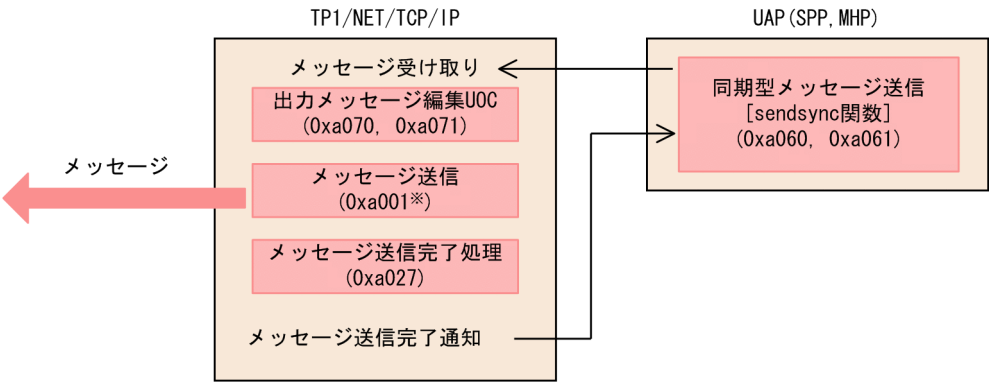 TP1/NET/TCP/IP
UAP(SPP,MHP)
メッセージ受け取り
出力メッセージ編集UOC
(0xa070, 0xa071)
同期型メッセージ送信
[sendsync関数]
(0xa060, 0xa061)
メッセージ
メッセージ送信
(0xa001※)
メッセージ送信完了処理
(0xa027)
メッセージ送信完了通知